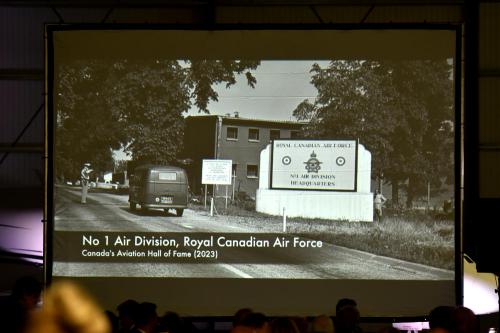 ROYAL CANADIAN AIR FORCE
No 1 AIR DIVISION
HEADQUARTERS
No 1 Air Division, Royal Canadian Air Force
Canada's Aviation Hall of Fame (2023)